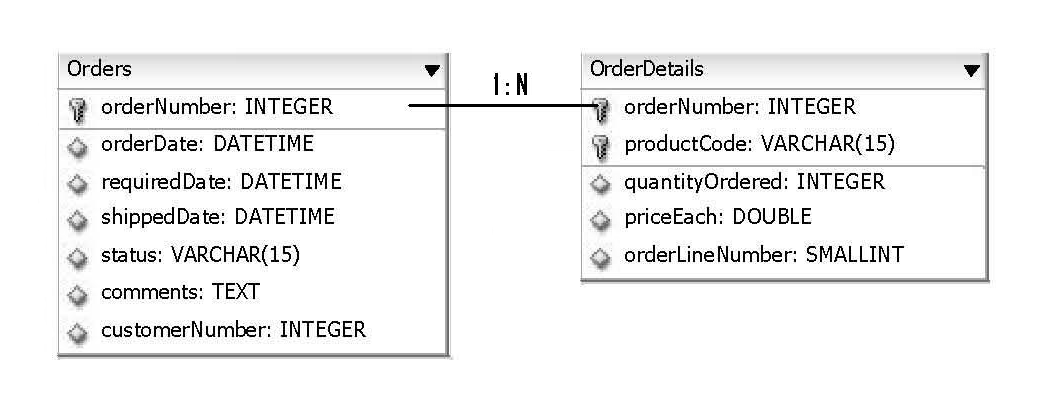 Orders
orderNumber: INTEGER
orderDate: DATETIME
requiredDate: DATETIME
shippedDate: DATETIME
status: VARCHAR(15)
comments: TEXT
customerNumber: INTEGER
1:N
OrderDetails
orderNumber: INTEGER
productCode: VARCHAR(15)
quantityOrdered: INTEGER
priceEach: DOUBLE
orderLineNumber: SMALLINT